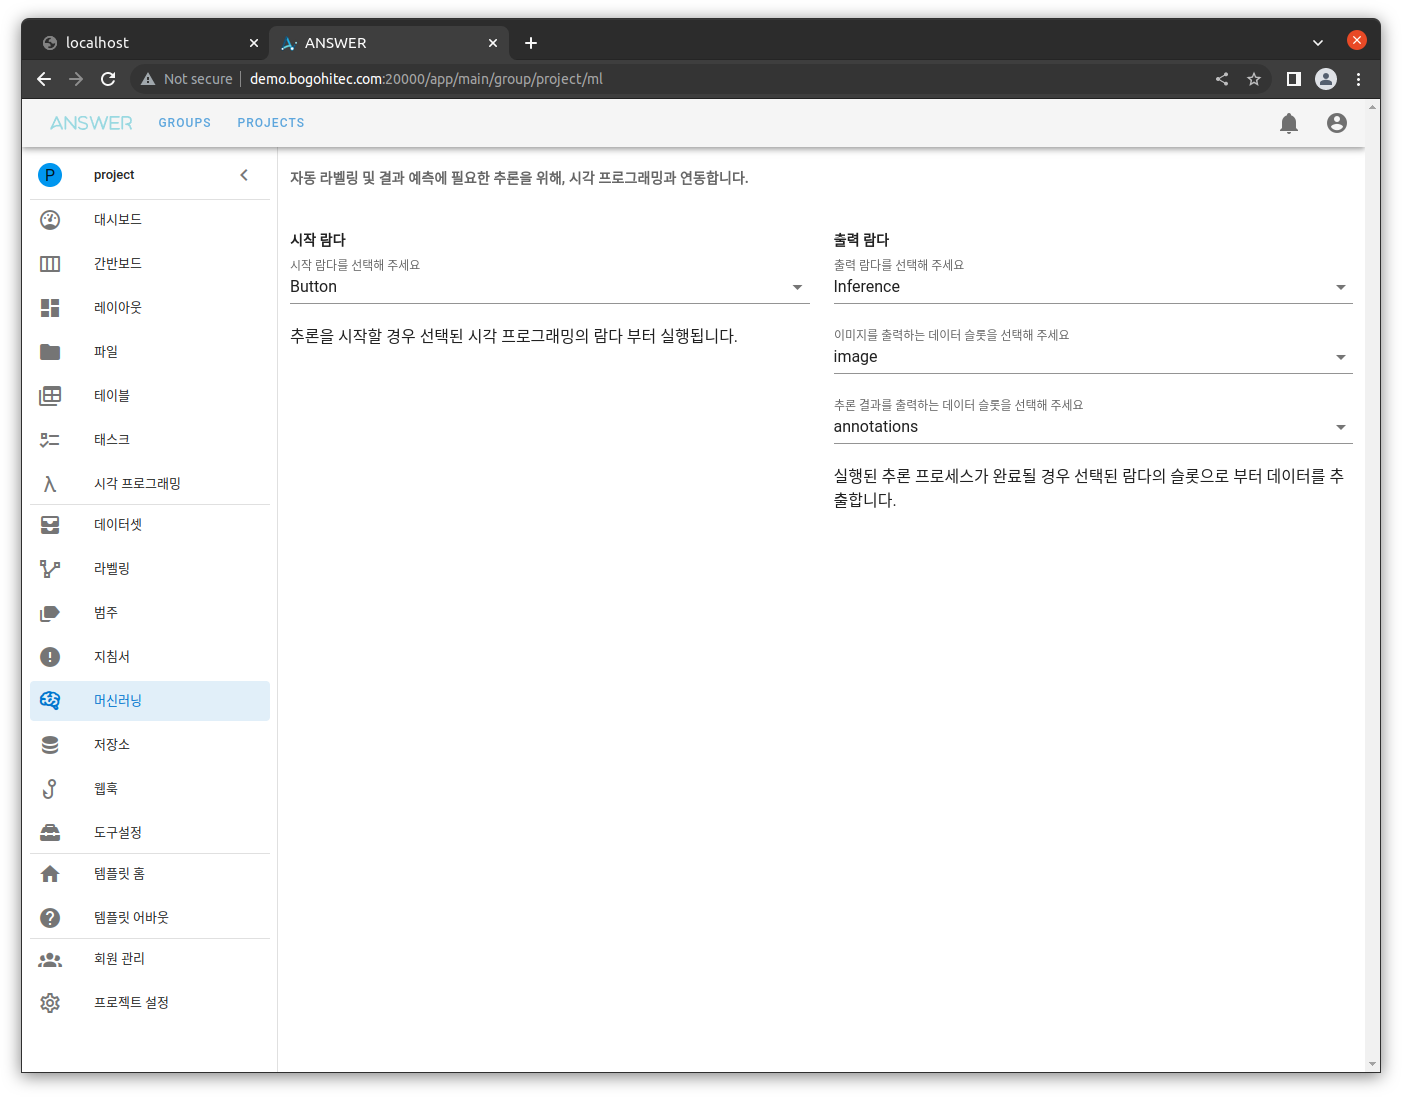 localhost
ANSWER
Not secure
demo.bogohitec.com:20000/app/main/group/project/ml
ANSWER
GROUPS
PROJECTS
P
project
대시보드
간반보드
레이아웃
파일
테이블
태스크
시각 프로그래밍
데이터셋
라벨링
범주
지침서
머신러닝
저장소
웹훅
도구설정
템플릿 홈
템플릿 어바웃
회원 관리
프로젝트 설정
자동 라벨링 및 결과 예측에 필요한 추론을 위해, 시각 프로그래밍과 연동합니다.
시작 람다
시작 람다를 선택해 주세요
Button
추론을 시작할 경우 선택된 시각 프로그래밍의 람다 부터 실행됩니다.
출력 람다
출력 람다를 선택해 주세요
Inference
이미지를 출력하는 데이터 슬롯을 선택해 주세요
image
추론 결과를 출력하는 데이터 슬롯을 선택해 주세요
annotations
실행된 추론 프로세스가 완료될 경우 선택된 람다의 슬롯으로 부터 데이터를 추
출합니다.